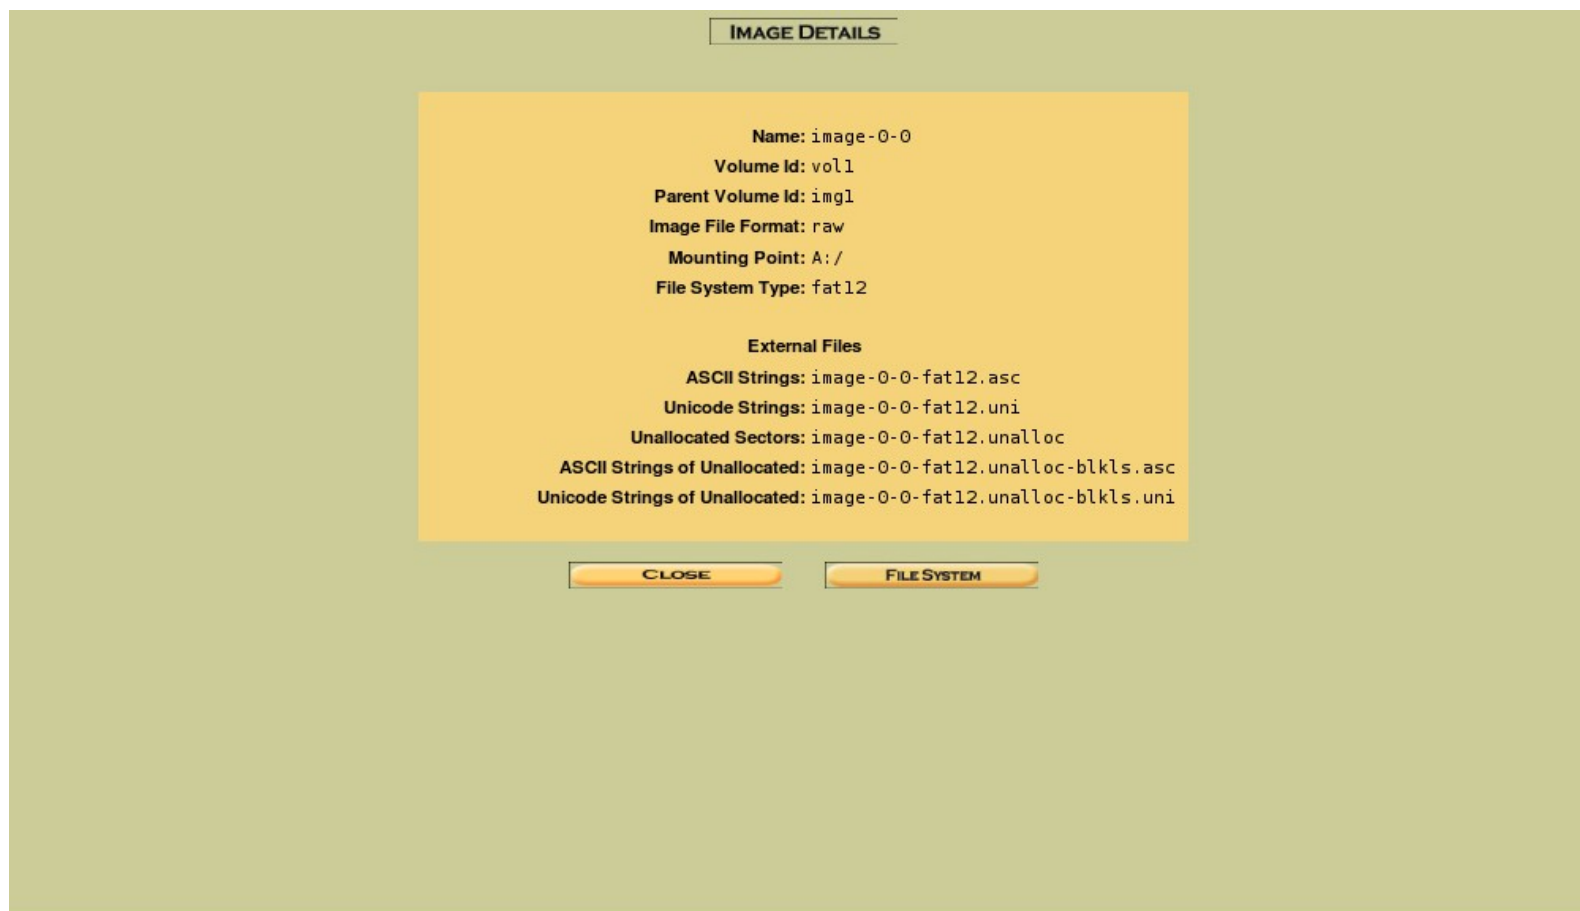 IMAGE DETAILS
Name: image-0-0
Volume Id: vol1
Parent Volume Id: img1
Image File Format: raw
Mounting Point: A:/
File System Type: fat12
External Files
ASCII Strings: image-0-0-fat12.asc
Unicode Strings: image-0-0-fat12.uni
Unallocated Sectors: image-0-0-fat12.unalloc
ASCII Strings of Unallocated: image-0-0-fat12.unalloc-blkls.asc
Unicode Strings of Unallocated: image-0-0-fat12.unalloc-blkls.uni
CLOSE FILE SYSTEM